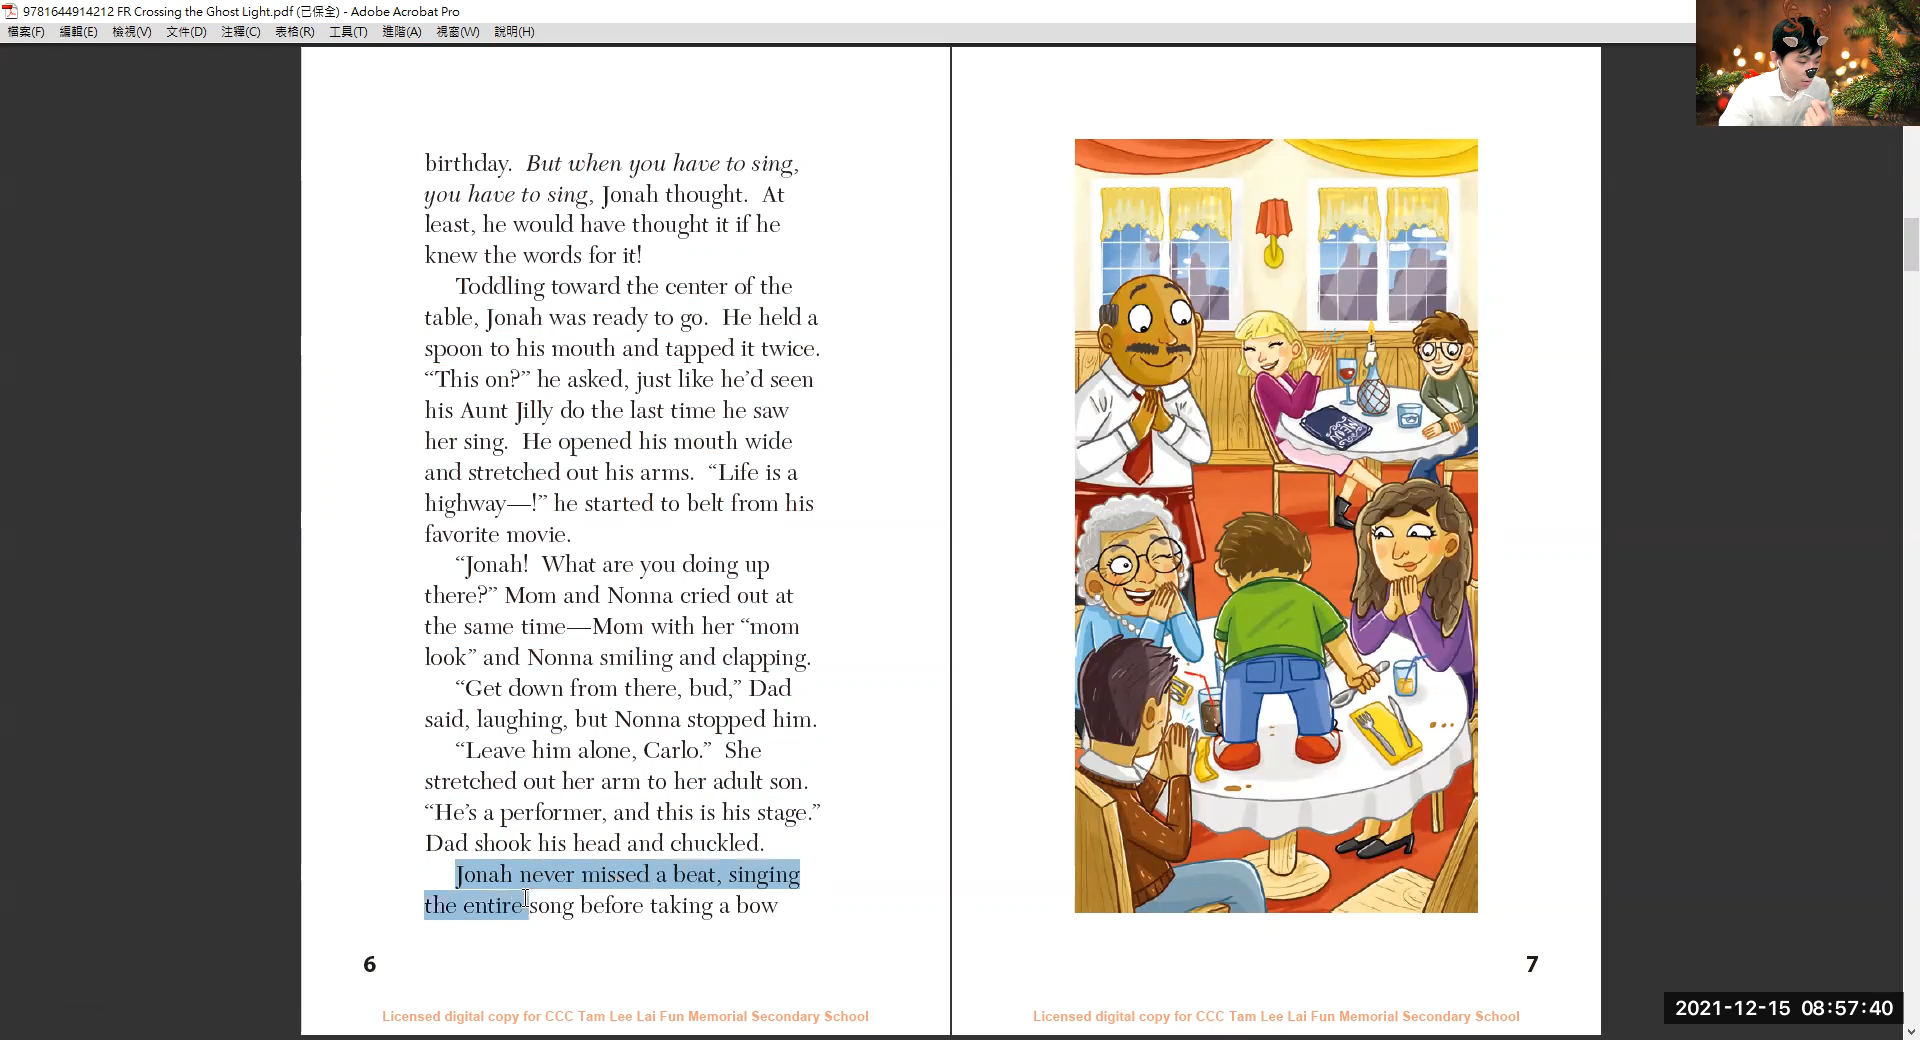 9781644914212 FR Crossing the Ghost Light.pdf (已保全) - Adobe Acrobat Pro
檔案(F) 編輯(E) 檢視(V) 文件(D) 注釋(C) 表格(R) 工具(T) 進階(A) 視窗(W) 說明(H)
birthday. But when you have to sing,
you have to sing, Jonah thought. At
least, he would have thought it if he
knew the words for it!
Toddling toward the center of the
table, Jonah was ready to go. He held a
spoon to his mouth and tapped it twice.
“This on?” he asked, just like he’d seen
his Aunt Jilly do the last time he saw
her sing. He opened his mouth wide
and stretched out his arms. “Life is a
highway—!” he started to belt from his
favorite movie.
“Jonah! What are you doing up
there?” Mom and Nonna cried out at
the same time—Mom with her “mom
look” and Nonna smiling and clapping.
“Get down from there, bud,” Dad
said, laughing, but Nonna stopped him.
“Leave him alone, Carlo.” She
stretched out her arm to her adult son.
“He’s a performer, and this is his stage.”
Dad shook his head and chuckled.
Jonah never missed a beat, singing
the entire song before taking a bow
6
Licensed digital copy for CCC Tam Lee Lai Fun Memorial Secondary School
MENU
7
Licensed digital copy for CCC Tam Lee Lai Fun Memorial Secondary School
2021-12-15 08:57:40